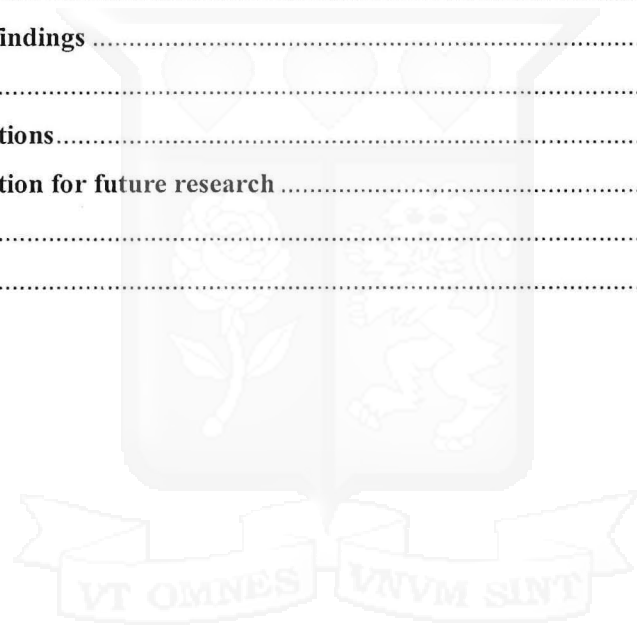 indings ..................................................................................................
..................................................................................................
tions..................................................................................................
tion for future research ..................................................................
..................................................................................................
..................................................................................................
VT OMNES VNVM SINT